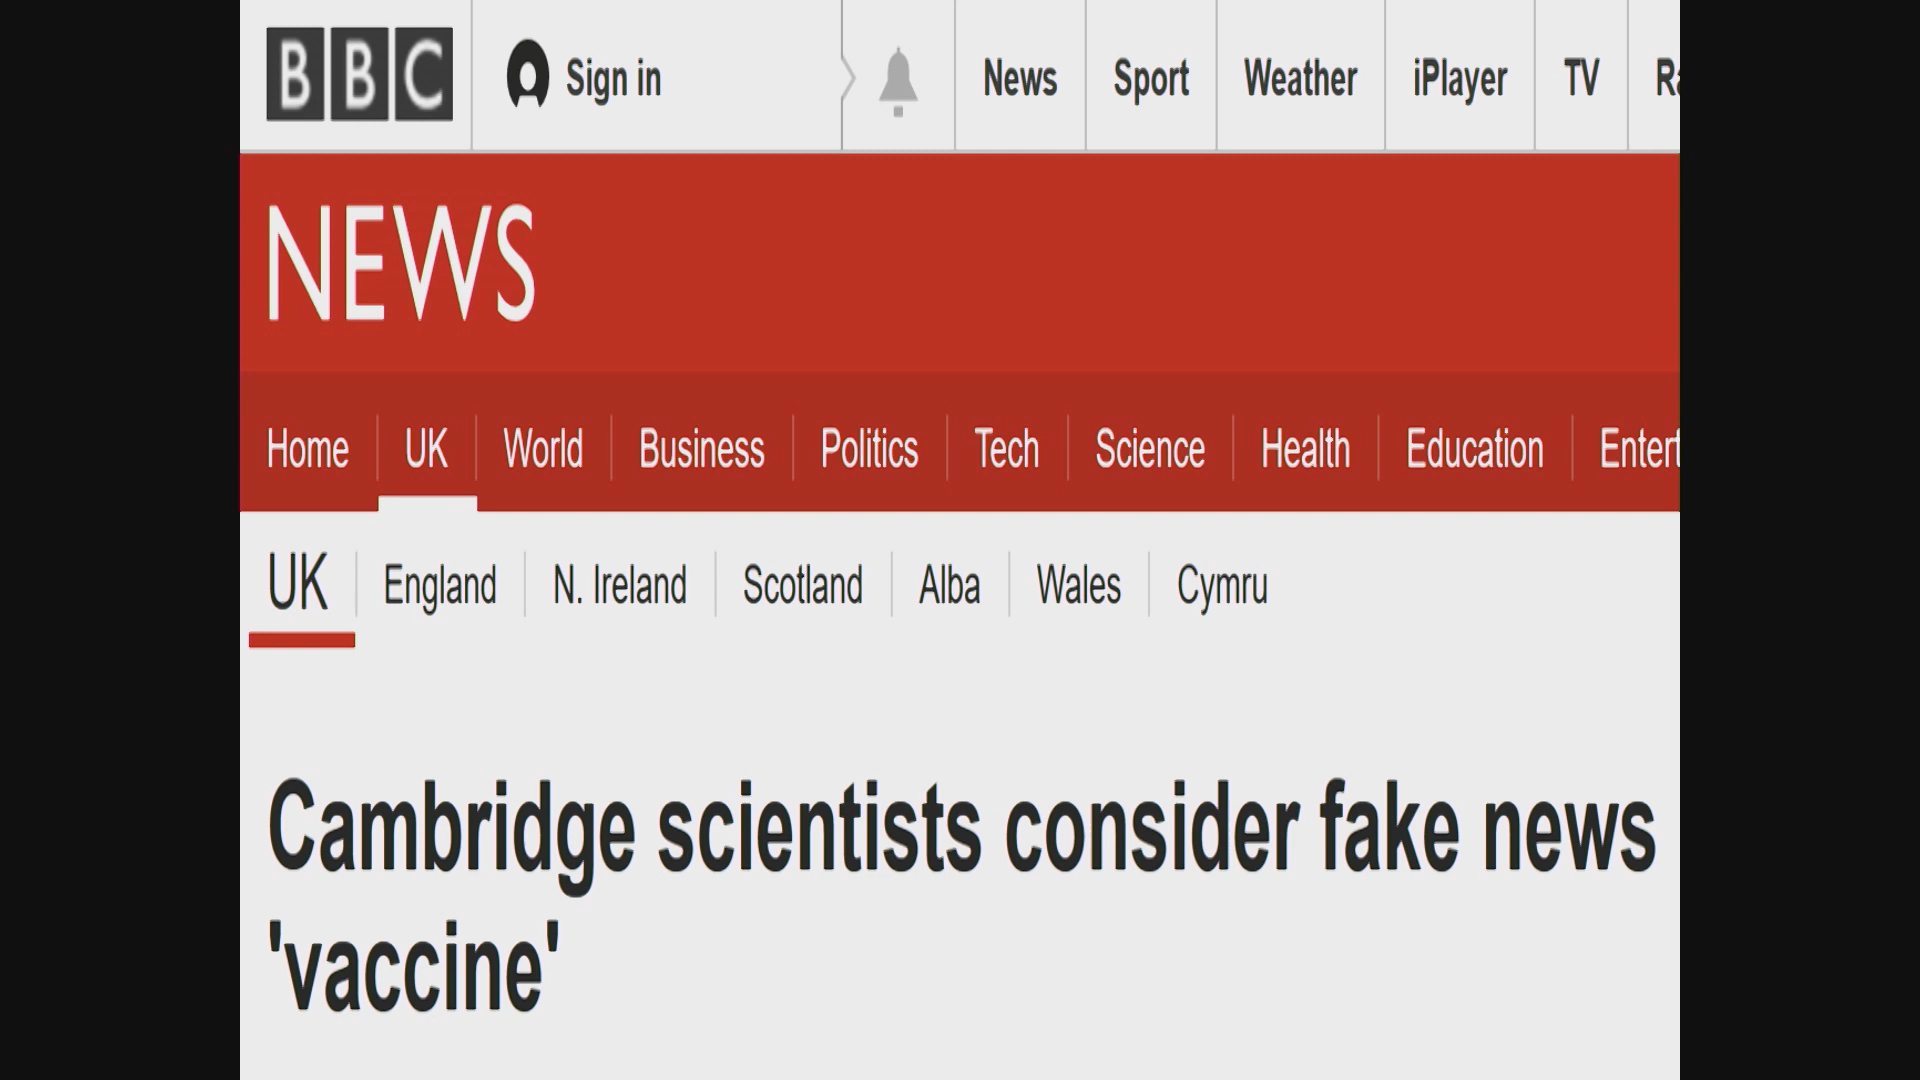 BBC Sign in News Sport Weather iPlayer TV
NEWS
Home UK World Business Politics Tech Science Health Education
UK England N. Ireland Scotland Alba Wales Cymru
Cambridge scientists consider fake news
'vaccine'